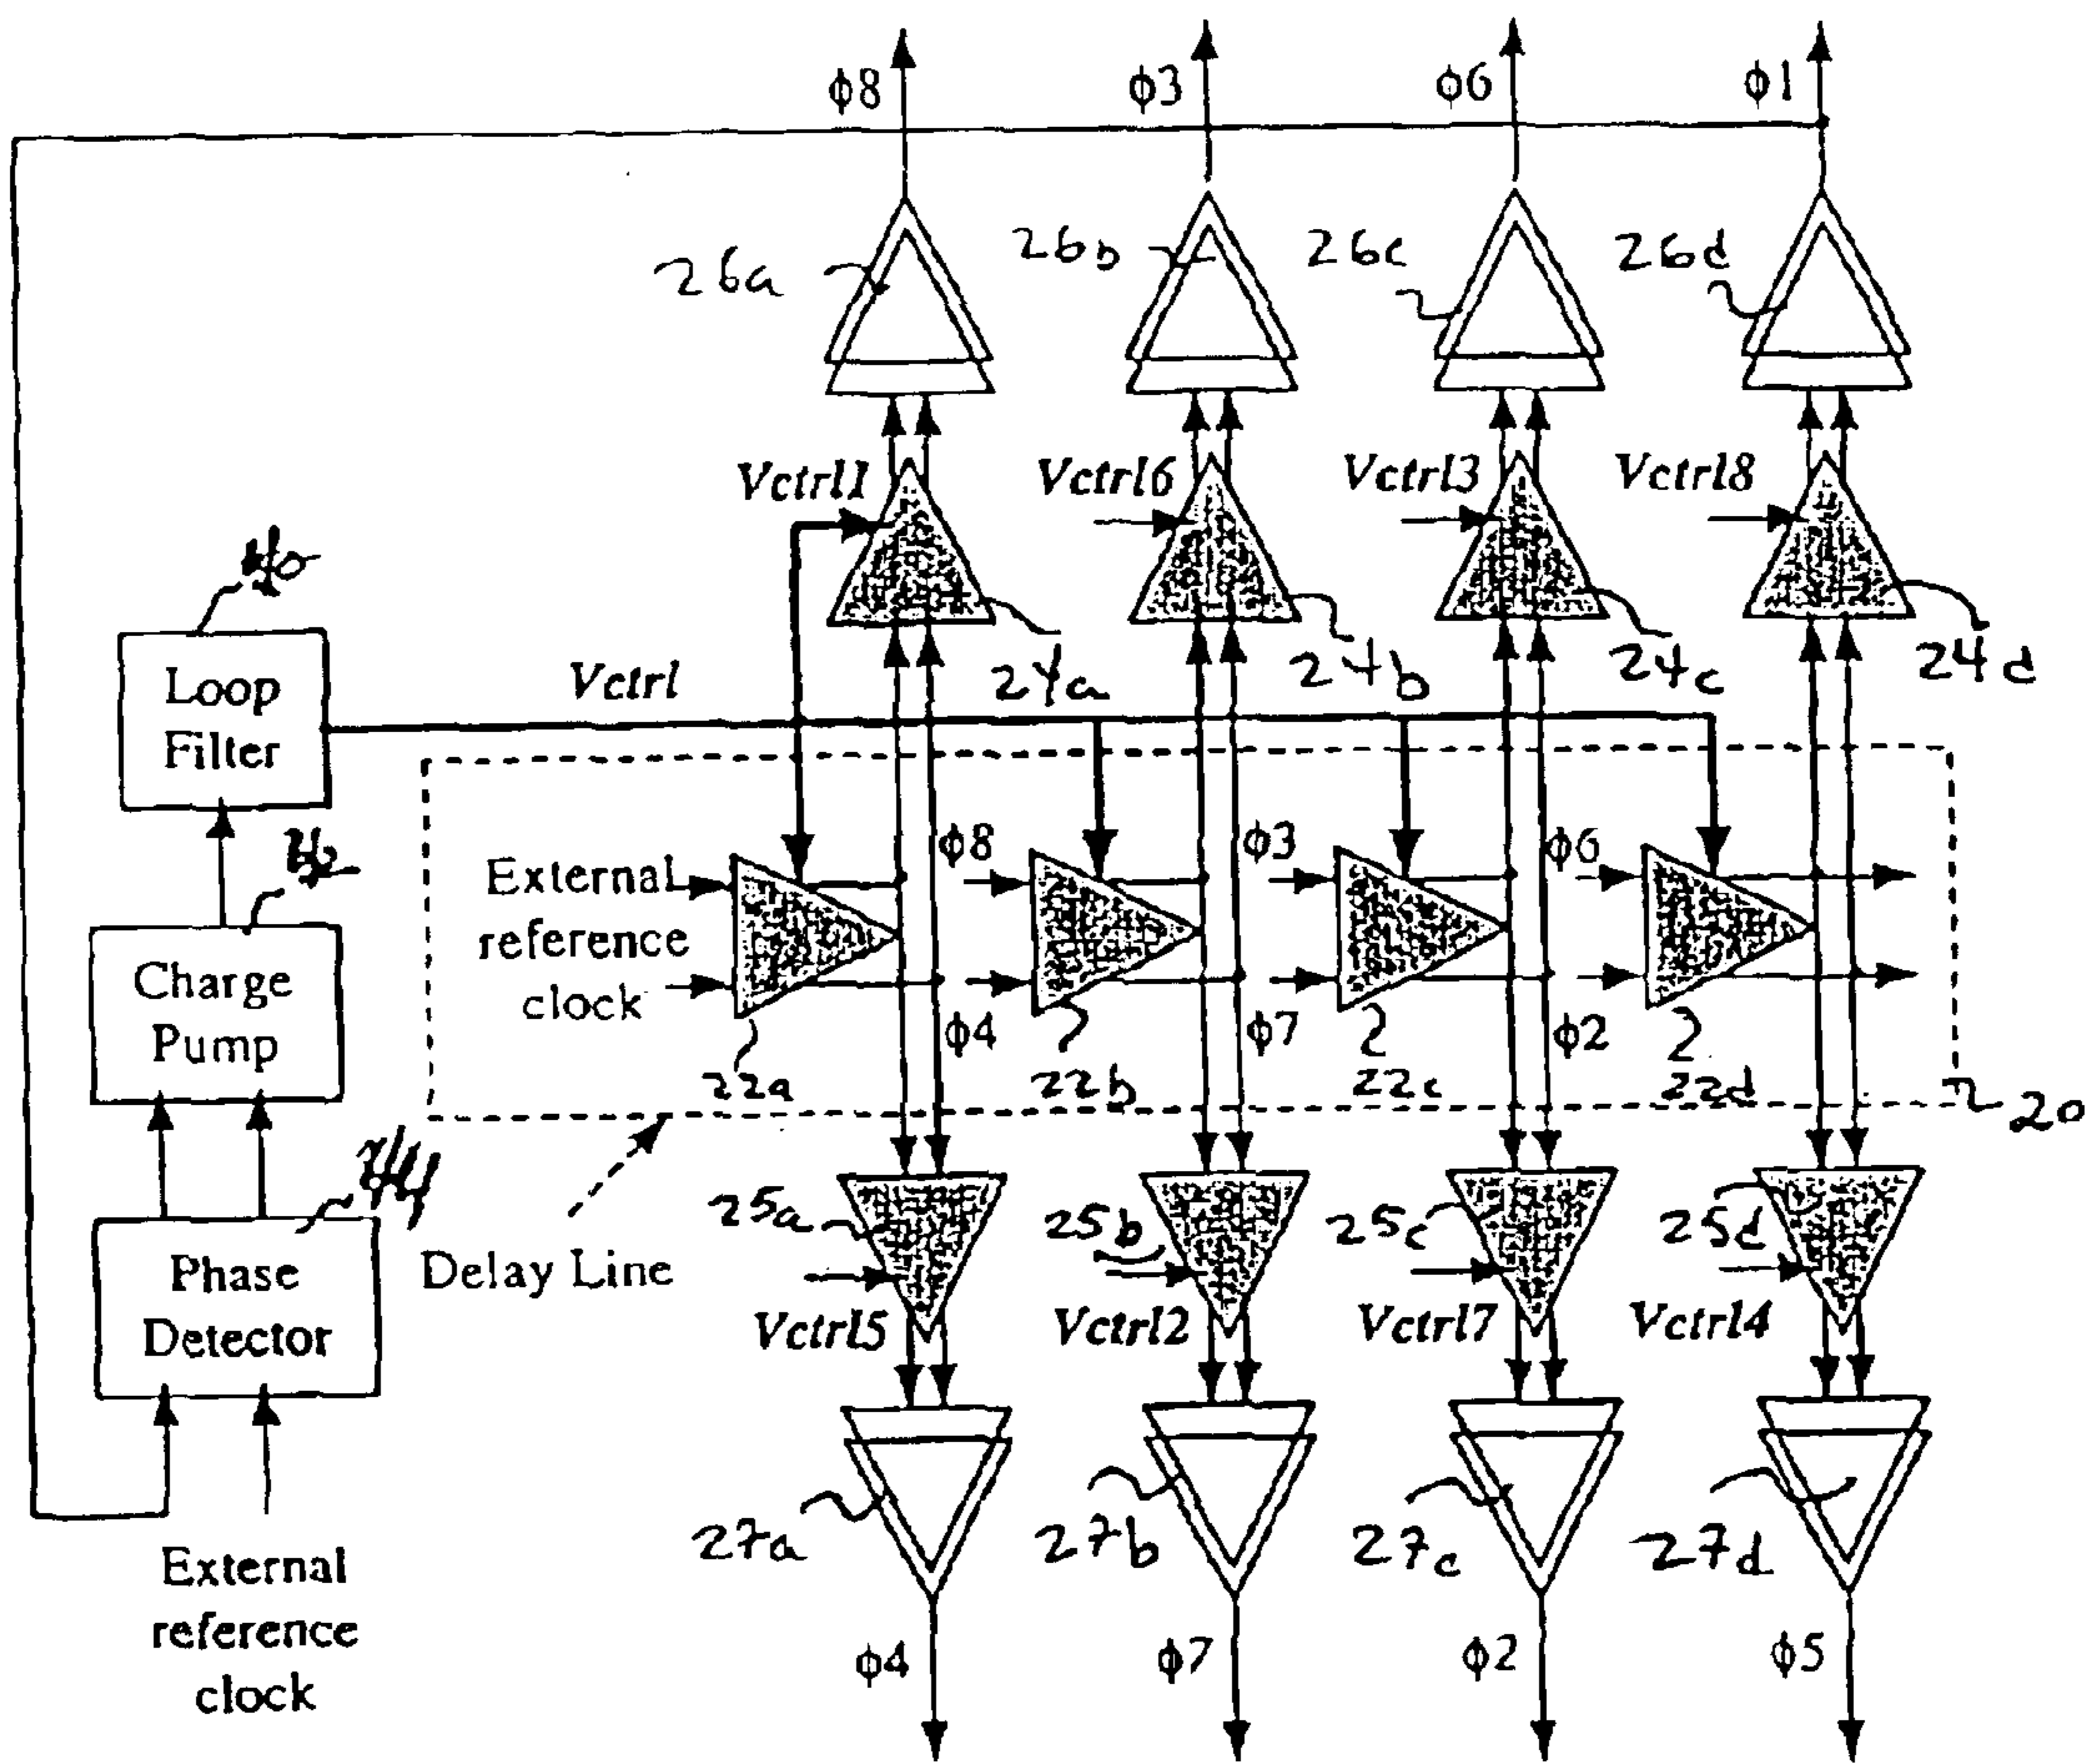 ϕ8
ϕ3
ϕ6
ϕ1
26a
26b
26c
26d
Vctrl1
Vctrl6
Vctrl3
Vctrl8
40
Loop
Filter
Vctrl
24a
24b
24c
24d
42
External
reference
clock
ϕ8
ϕ3
ϕ6
Charge
Pump
ϕ4
ϕ7
ϕ2
22a
22b
22c
22d
20
44
Phase
Detector
Delay Line
25a
25b
25c
25d
Vctrl5
Vctrl2
Vctrl7
Vctrl4
27a
27b
27c
27d
External
reference
clock
ϕ4
ϕ7
ϕ2
ϕ5